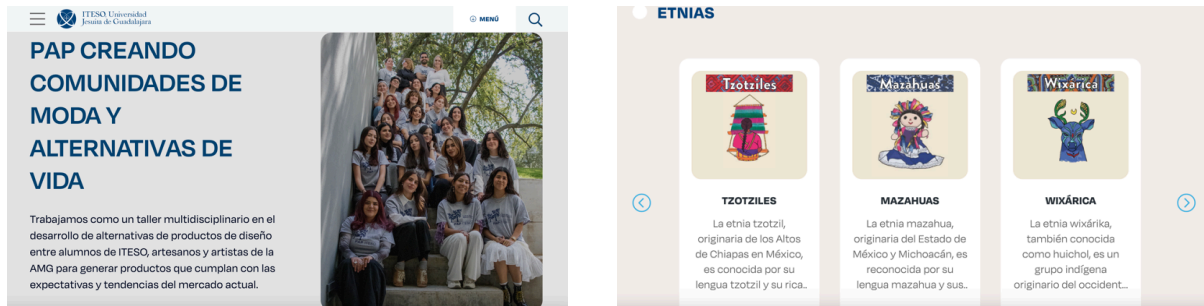 ITESO, Universidad
Jesuita de Guadalajara
MENÚ
PAP CREANDO
COMUNIDADES DE
MODA Y
ALTERNATIVAS DE
VIDA
Trabajamos como un taller multidisciplinario en el
desarrollo de alternativas de productos de diseño
entre alumnos de ITESO, artesanos y artistas de la
AMG para generar productos que cumplan con las
expectativas y tendencias del mercado actual.
ETNIAS
Tzotziles
TZOTZILES
La etnia tzotzil,
originaria de los Altos
de Chiapas en México,
es conocida por su
lengua tzotzil y su rica..
Mazahuas
MAZAHUAS
La etnia mazahua,
originaria del Estado de
México y Michoacán, es
reconocida por su
lengua mazahua y sus..
Wixárica
WIXÁRICA
La etnia wixárika,
también conocida
como huichol, es un
grupo indígena
originario del occident...